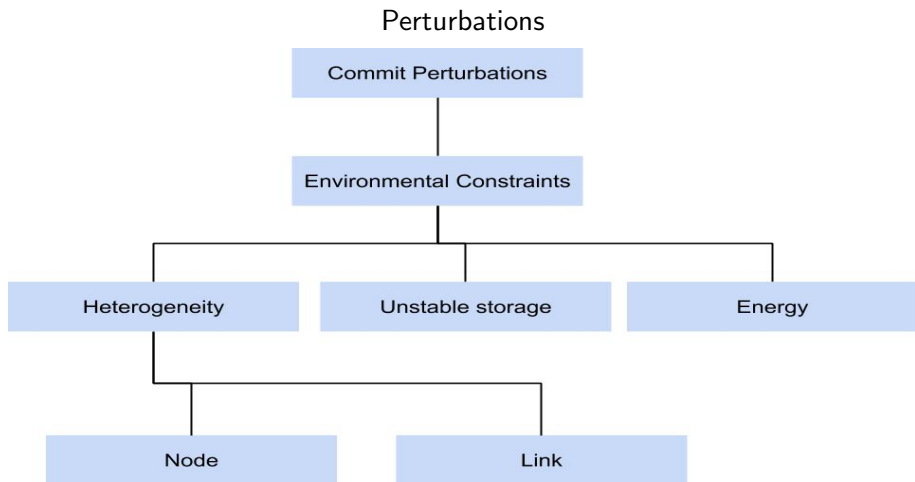 Perturbations
Commit Perturbations
Environmental Constraints
Heterogeneity
Unstable storage
Energy
Node
Link